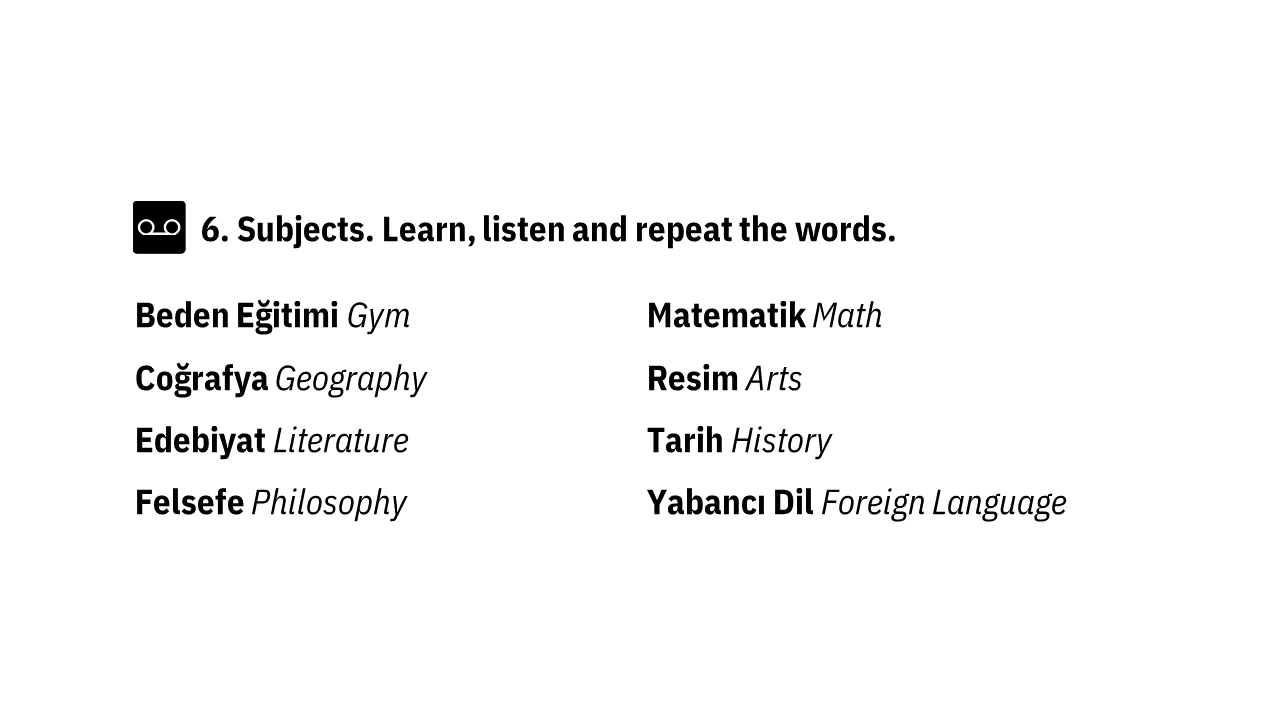 6. Subjects. Learn, listen and repeat the words.
Beden Eğitimi Gym
Coğrafya Geography
Edebiyat Literature
Felsefe Philosophy
Matematik Math
Resim Arts
Tarih History
Yabancı Dil Foreign Language